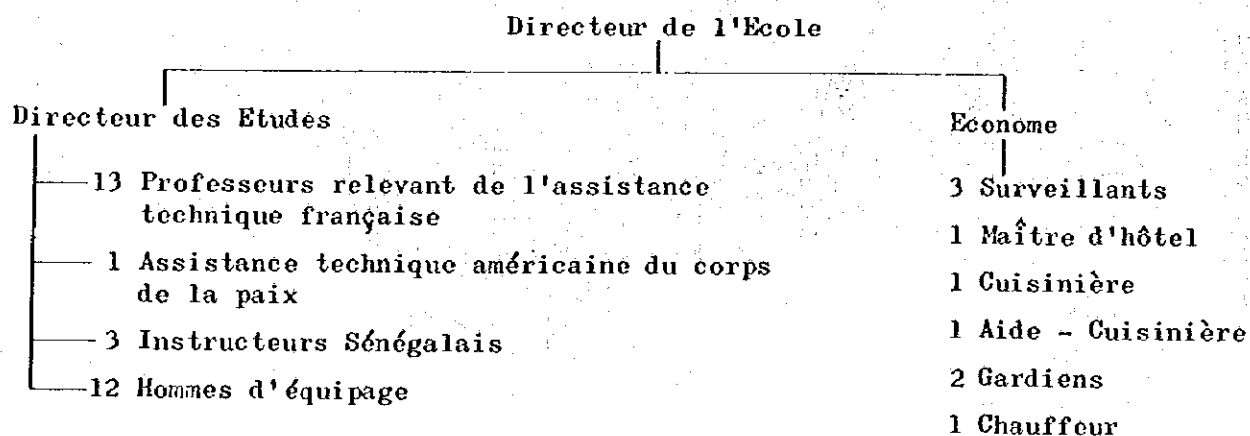 Directeur de l'Ecole
Directeur des Etudes
13 Professeurs relevant de l'assistance
technique française
1 Assistance technique américaine du corps
de la paix
3 Instructeurs Sénégalais
12 Hommes d'équipage
Econome
3 Surveillants
1 Maître d'hôtel
1 Cuisinière
1 Aide - Cuisinière
2 Gardiens
1 Chauffeur